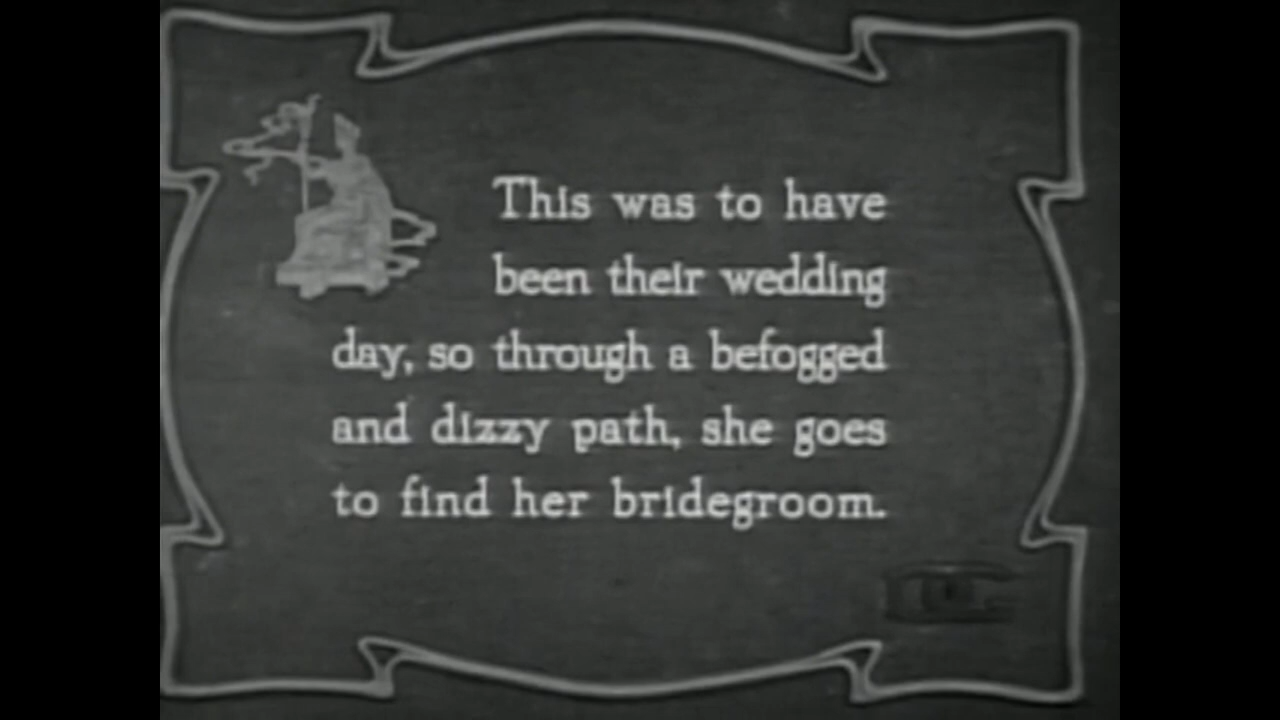 This was to have
been their wedding
day, so through a befogged
and dizzy path, she goes
to find her bridegroom.